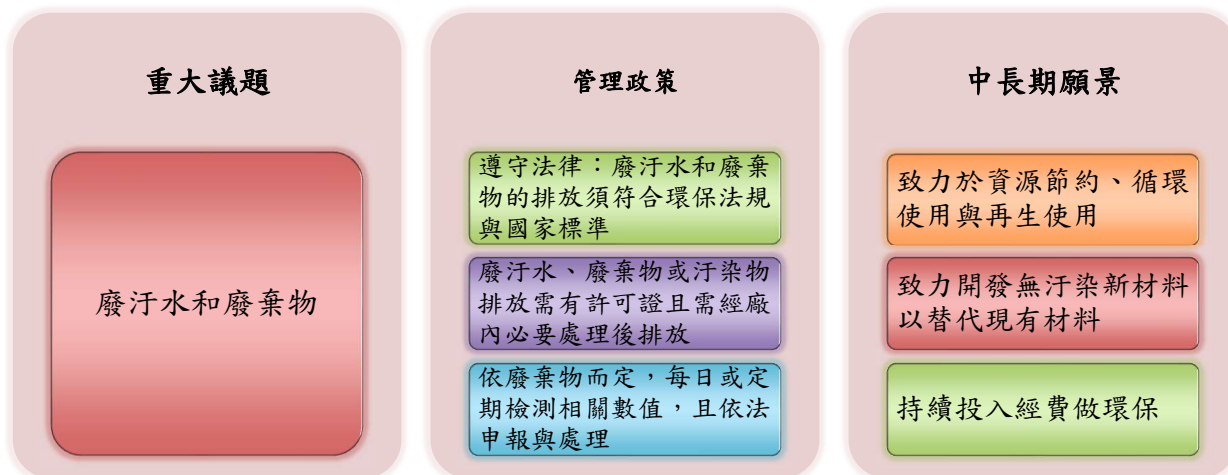 重大議題
廢汙水和廢棄物
管理政策
遵守法律：廢汙水和廢棄
物的排放須符合環保法規
與國家標準
廢汙水、廢棄物或汙染物
排放需有許可證且需經廠
內必要處理後排放
依廢棄物而定，每日或定
期檢測相關數值，且依法
申報與處理
中長期願景
致力於資源節約、循環
使用與再生使用
致力開發無汙染新材料
以替代現有材料
持續投入經費做環保